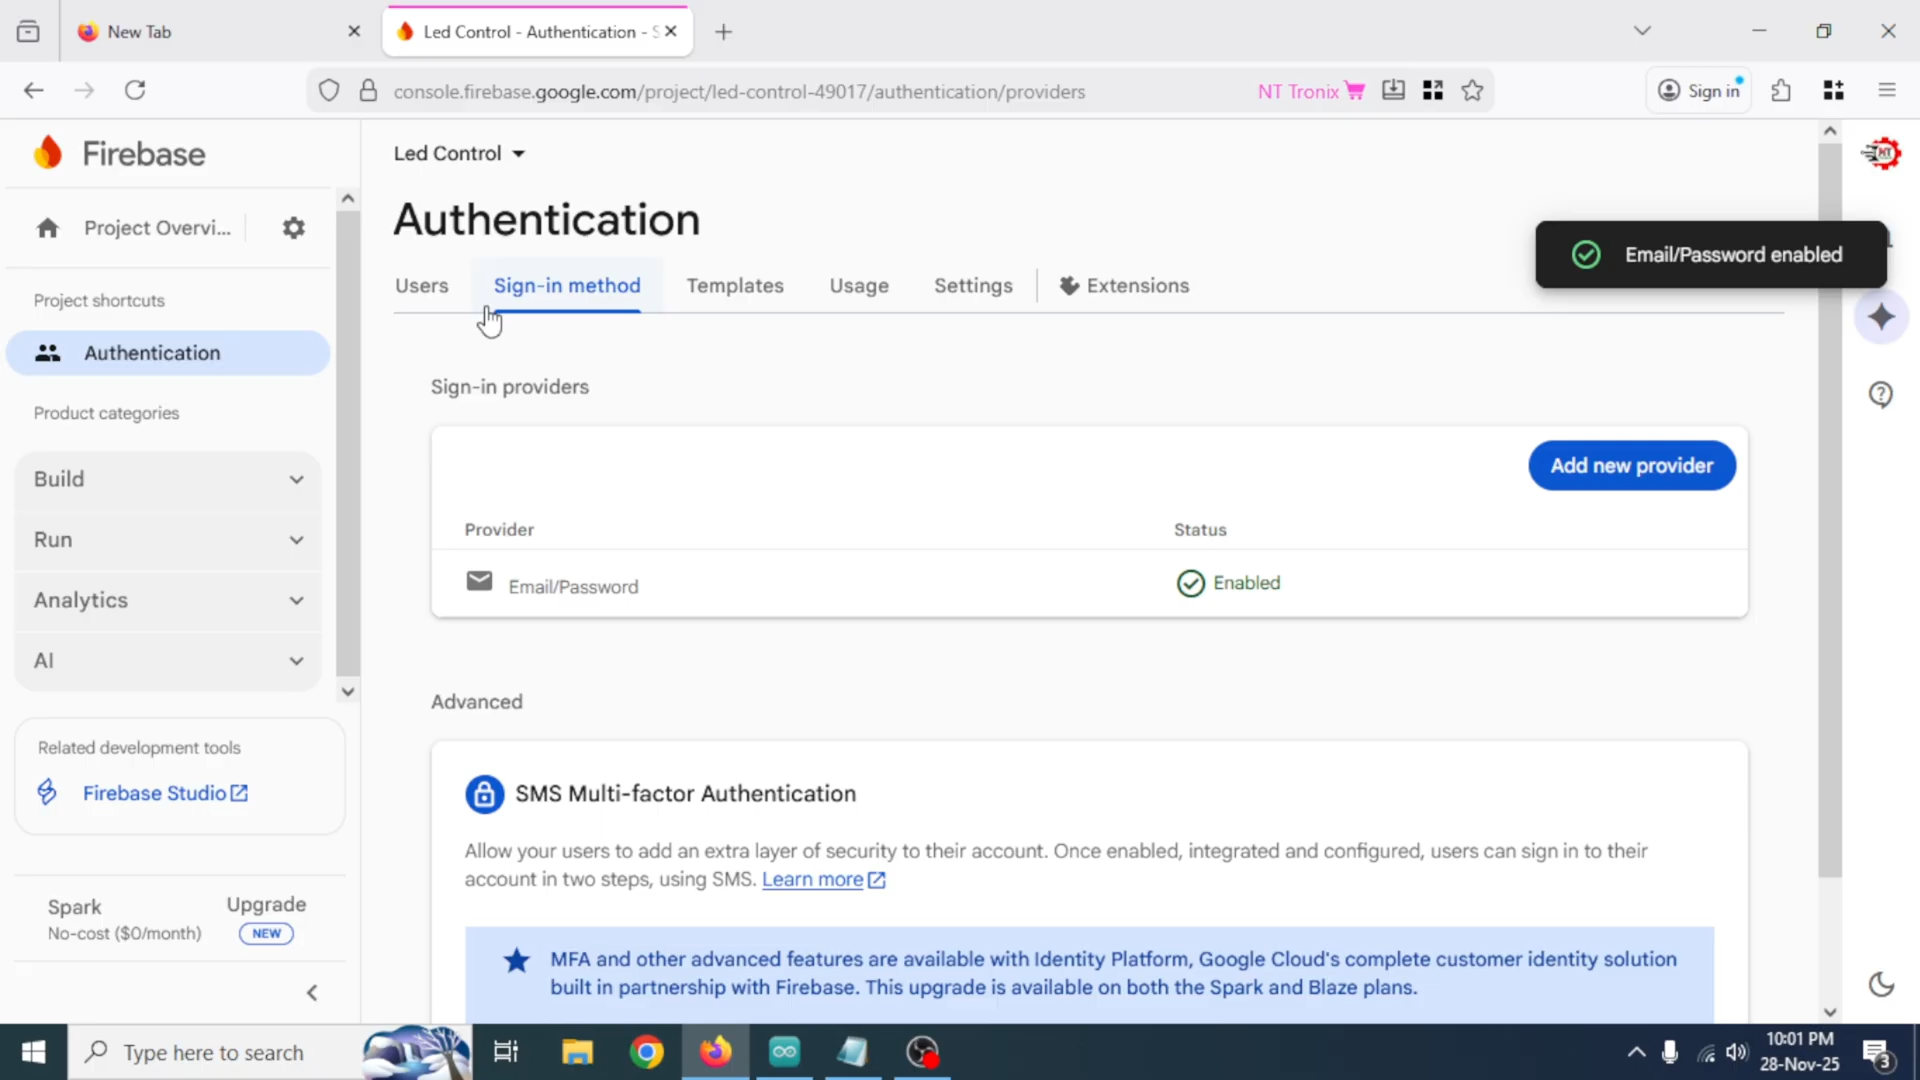 New Tab
Led Control - Authentication - S
console.firebase.google.com/project/led-control-49017/authentication/providers
NT Tronix
Sign in
Firebase
Led Control
Project Overvi...
Authentication
Email/Password enabled
Users
Sign-in method
Templates
Usage
Settings
Extensions
Project shortcuts
Authentication
Product categories
Build
Run
Analytics
AI
Sign-in providers
Add new provider
Provider
Status
Email/Password
Enabled
Advanced
SMS Multi-factor Authentication
Allow your users to add an extra layer of security to their account. Once enabled, integrated and configured, users can sign in to their
account in two steps, using SMS. Learn more
MFA and other advanced features are available with Identity Platform, Google Cloud's complete customer identity solution
built in partnership with Firebase. This upgrade is available on both the Spark and Blaze plans.
Related development tools
Firebase Studio
Spark
No-cost ($0/month)
Upgrade
NEW
Type here to search
10:01 PM
28-Nov-25
3
NT